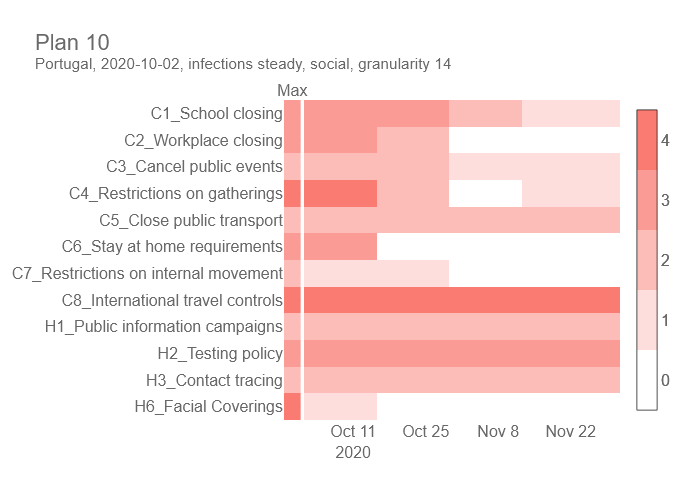 Plan 10
Portugal, 2020-10-02, infections steady, social, granularity 14
Max
C1_School closing
C2_Workplace closing
C3_Cancel public events
C4_Restrictions on gatherings
C5_Close public transport
C6_Stay at home requirements
C7_Restrictions on internal movement
C8_International travel controls
H1_Public information campaigns
H2_Testing policy
H3_Contact tracing
H6_Facial Coverings
4
3
2
1
0
Oct 11 Oct 25 Nov 8 Nov 22
2020